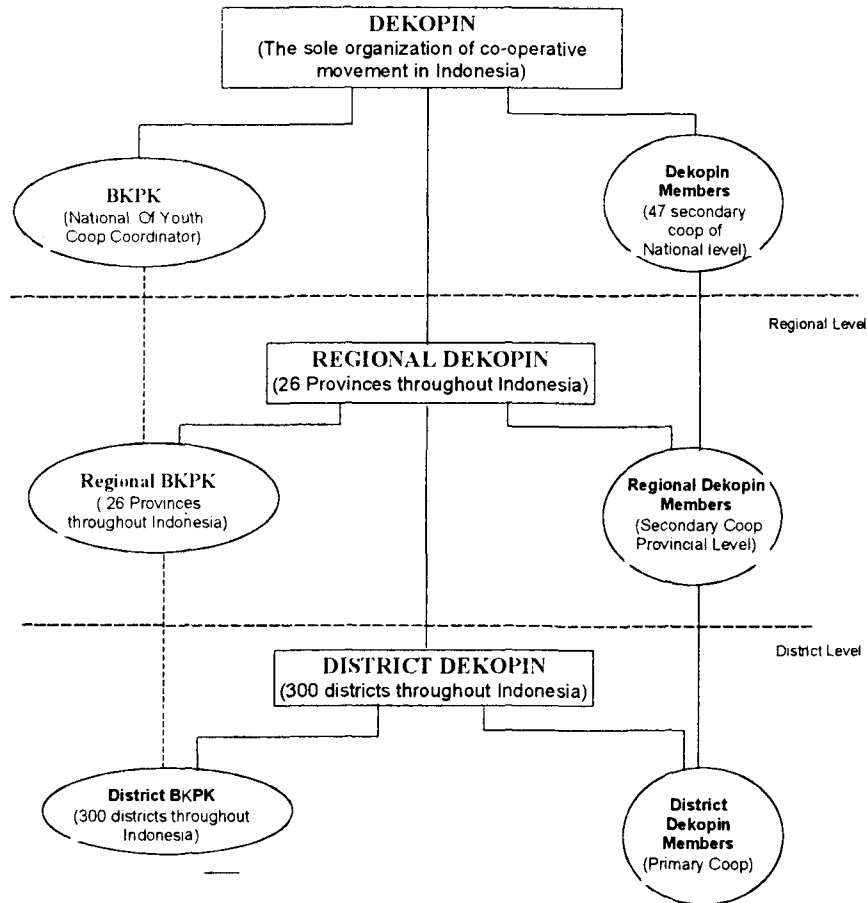 DEKOPIN
(The sole organization of co-operative
movement in Indonesia)
BKPK
(National Of Youth
Coop Coordinator)
Dekopin
Members
(47 secondary
coop of
National level)
Regional Level
REGIONAL DEKOPIN
(26 Provinces throughout Indonesia)
Regional BKPK
( 26 Provinces
throughout Indonesia)
Regional Dekopin
Members
(Secondary Coop
Provincial Level)
District Level
DISTRICT DEKOPIN
(300 districts throughout Indonesia)
District BKPK
(300 districts throughout
Indonesia)
District
Dekopin
Members
(Primary Coop)